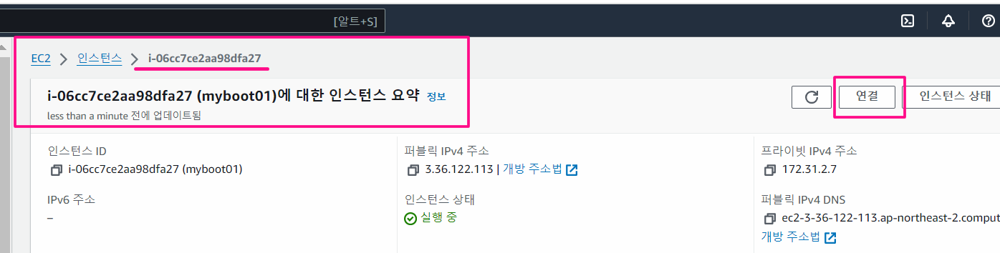 [알트+S]
EC2 > 인스턴스 > i-06cc7ce2aa98dfa27
i-06cc7ce2aa98dfa27 (myboot01)에 대한 인스턴스 요약 정보
less than a minute 전에 업데이트됨
연결
인스턴스 상태
인스턴스 ID
i-06cc7ce2aa98dfa27 (myboot01)
퍼블릭 IPv4 주소
3.36.122.113 | 개방 주소법
프라이빗 IPv4 주소
172.31.2.7
IPv6 주소
–
인스턴스 상태
실행 중
퍼블릭 IPv4 DNS
ec2-3-36-122-113.ap-northeast-2.comput
개방 주소법